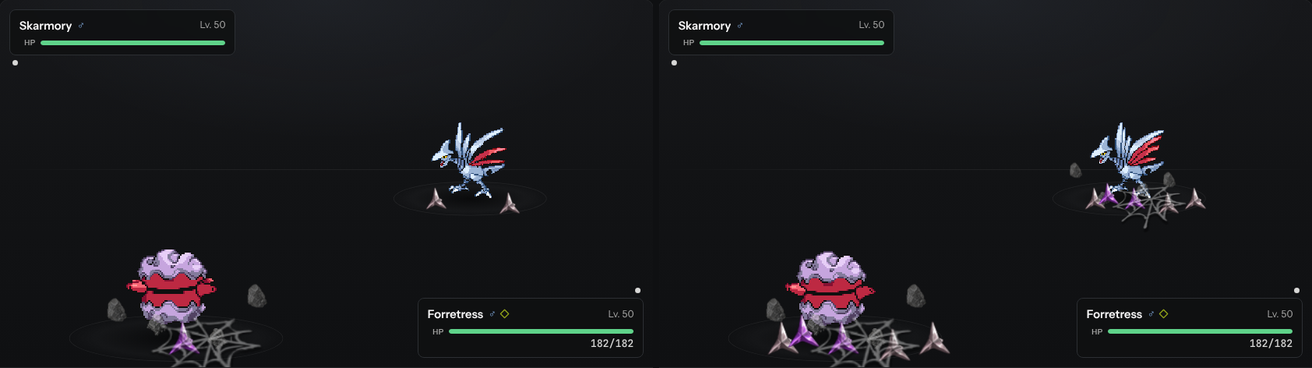 Skarmory ♂ Lv. 50
HP
Forretress ♂ Lv. 50
HP
182/182
Skarmory ♂ Lv. 50
HP
Forretress ♂ Lv. 50
HP
182/182